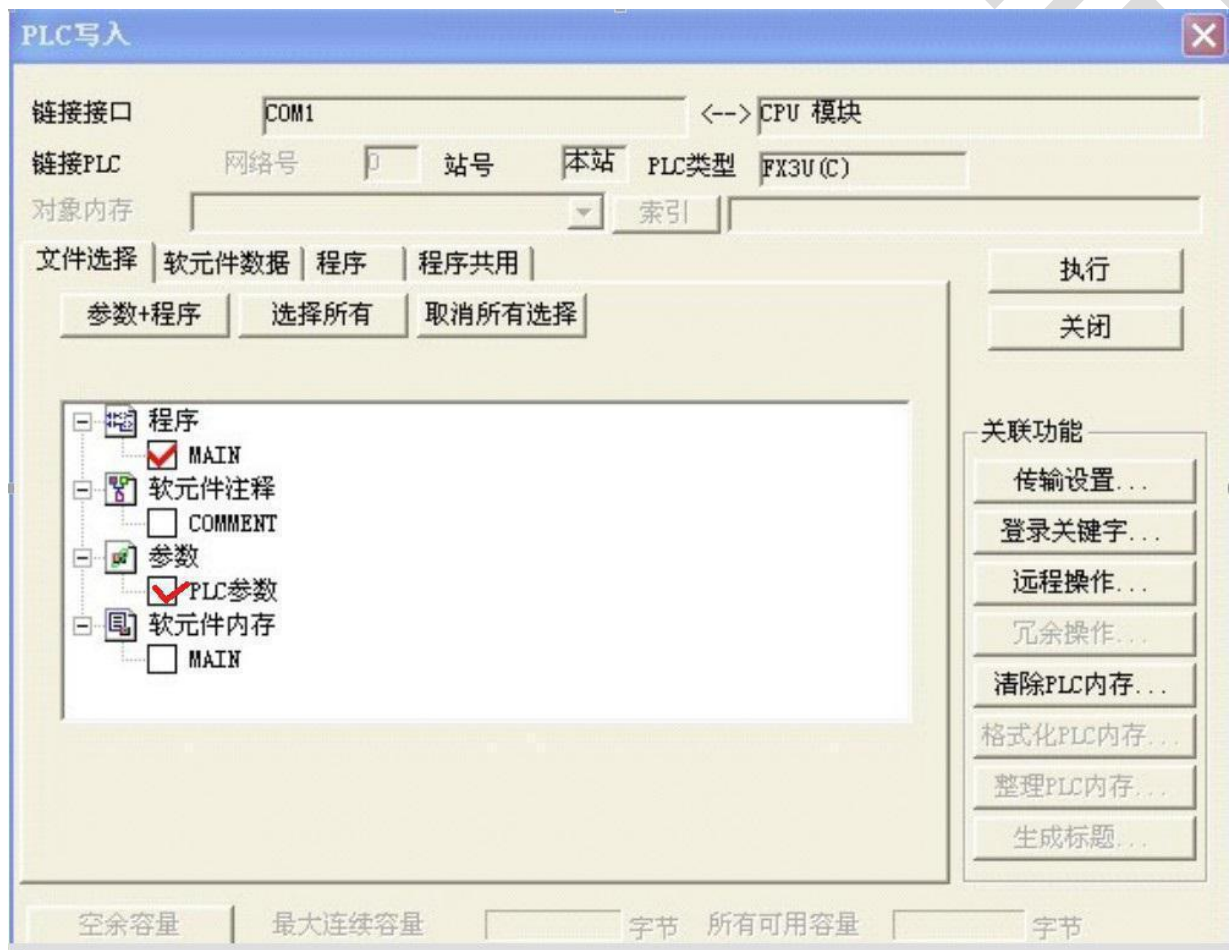 PLC写入
链接接口 COM1 <--> CPU 模块
链接PLC 网络号 0 站号 本站 PLC类型 FX3U(C)
对象内存 索引
文件选择 软元件数据 程序 程序共用
执行
参数+程序 选择所有 取消所有选择
关闭
程序
MAIN
软元件注释
COMMENT
参数
PLC参数
软元件内存
MAIN
关联功能
传输设置...
登录关键字...
远程操作...
冗余操作...
清除PLC内存...
格式化PLC内存...
整理PLC内存...
生成标题...
空余容量 最大连续容量 字节 所有可用容量 字节